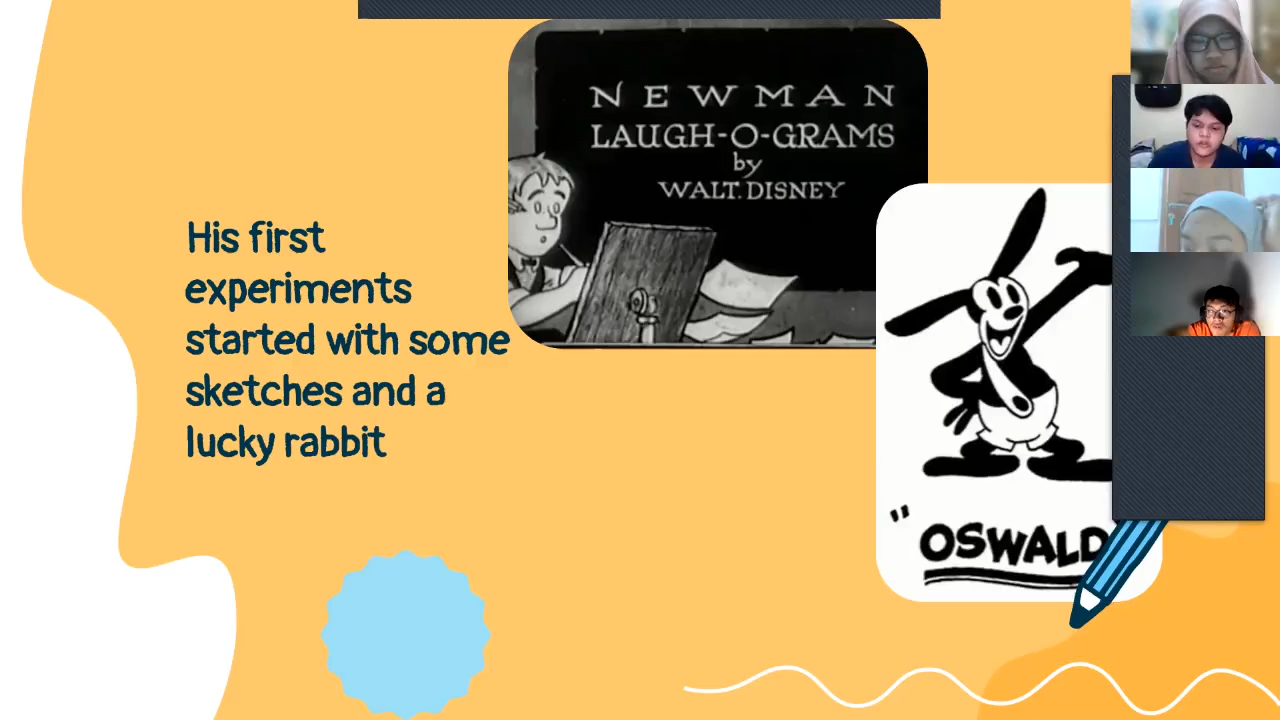 NEWMAN
LAUGH-O-GRAMS
by
WALT. DISNEY
His first
experiments
started with some
sketches and a
lucky rabbit
" OSWALD